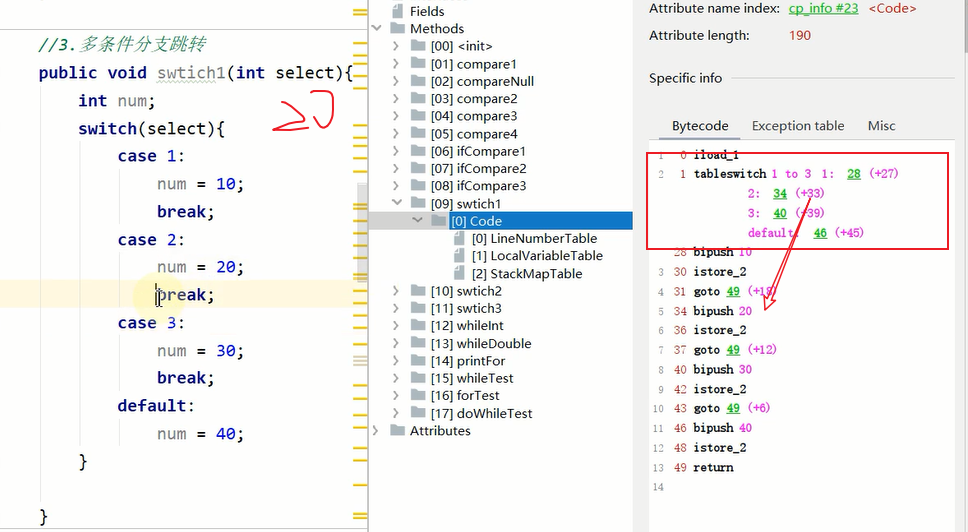 //3.多条件分支跳转
public void swtich1(int select){
int num;
switch(select){
case 1:
num = 10;
break;
case 2:
num = 20;
break;
case 3:
num = 30;
break;
default:
num = 40;
}
}
20
Fields
Methods
[00] <init>
[01] compare1
[02] compareNull
[03] compare2
[04] compare3
[05] compare4
[06] ifCompare1
[07] ifCompare2
[08] ifCompare3
[09] swtich1
[0] Code
[0] LineNumberTable
[1] LocalVariableTable
[2] StackMapTable
[10] swtich2
[11] swtich3
[12] whileInt
[13] whileDouble
[14] printFor
[15] whileTest
[16] forTest
[17] doWhileTest
Attributes
Attribute name index: cp_info #23 <Code>
Attribute length: 190
Specific info
Bytecode Exception table Misc
1 0 iload_1
2 1 tableswitch 1 to 3 1: 28 (+27)
2: 34 (+33)
3: 40 (+39)
default: 46 (+45)
3 28 bipush 10
3 30 istore_2
4 31 goto 49 (+18)
5 34 bipush 20
6 36 istore_2
7 37 goto 49 (+12)
8 40 bipush 30
9 42 istore_2
10 43 goto 49 (+6)
11 46 bipush 40
12 48 istore_2
13 49 return
14